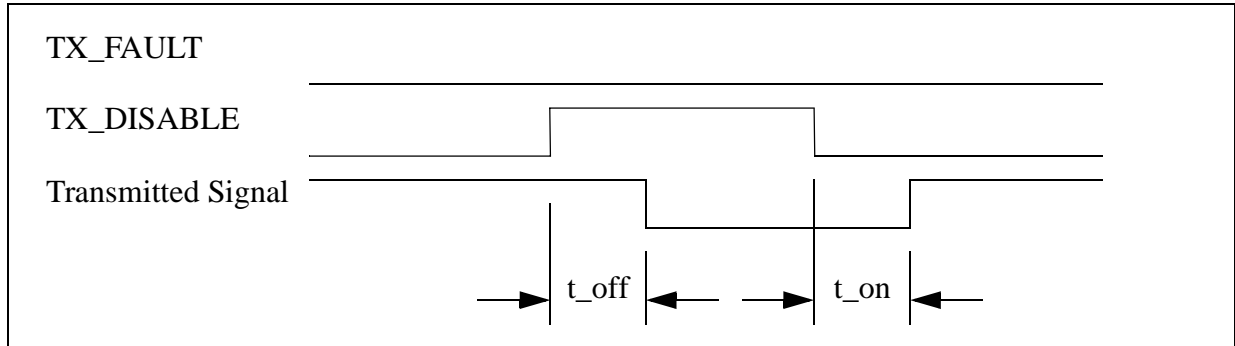 TX_FAULT
TX_DISABLE
Transmitted Signal
t_off
t_on